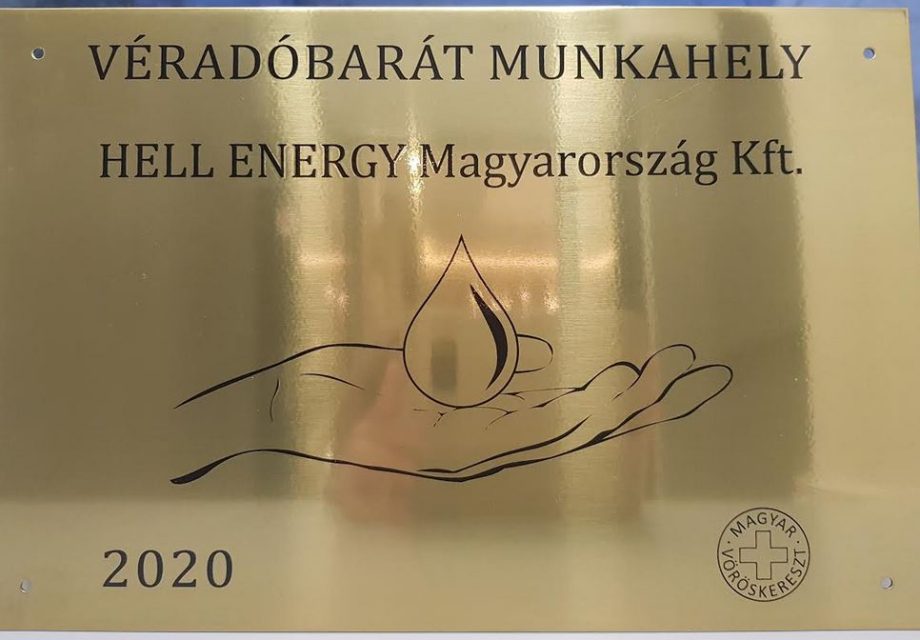 VÉRADÓBARÁT MUNKAHELY
HELL ENERGY Magyarország Kft.
2020
MAGYAR
VÖRÖSKERESZT